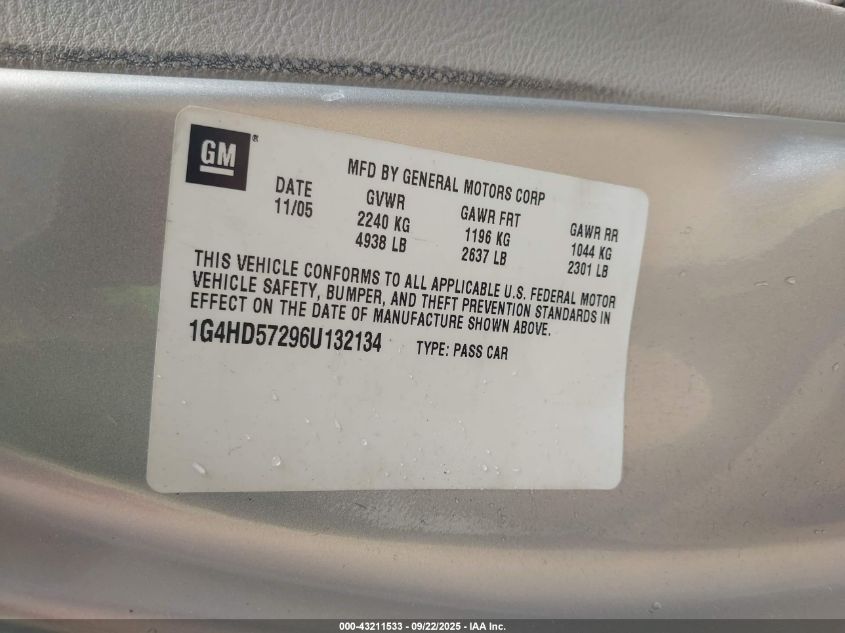 GM®
MFD BY GENERAL MOTORS CORP
DATE GVWR GAWR FRT GAWR RR
11/05 2240 KG 1196 KG 1044 KG
4938 LB 2637 LB 2301 LB
THIS VEHICLE CONFORMS TO ALL APPLICABLE U.S. FEDERAL MOTOR
VEHICLE SAFETY, BUMPER, AND THEFT PREVENTION STANDARDS IN
EFFECT ON THE DATE OF MANUFACTURE SHOWN ABOVE.
1G4HD57296U132134 TYPE: PASS CAR
000-43211533 - 09/22/2025 - IAA Inc.